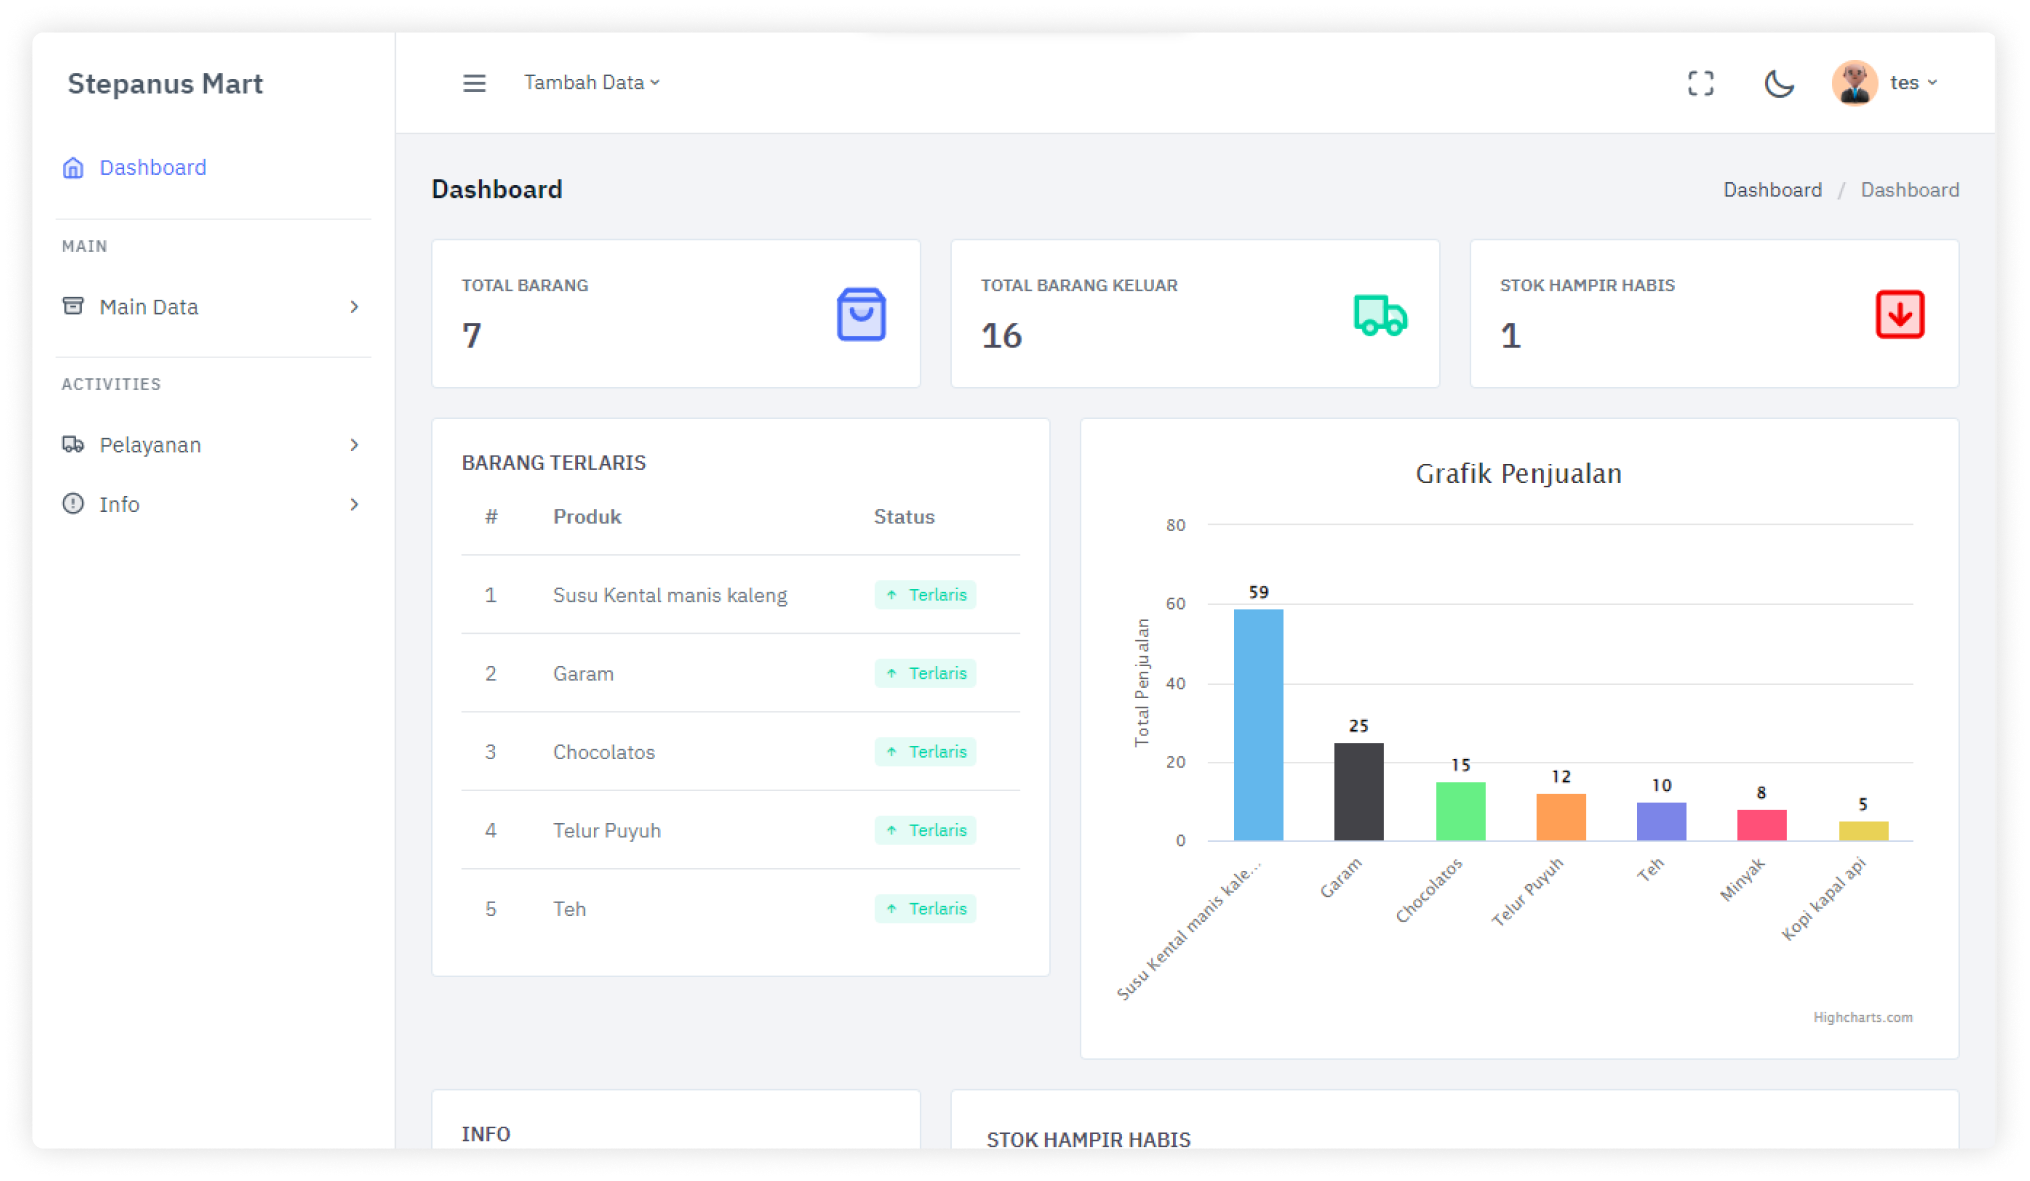 Stepanus Mart
Dashboard
MAIN
Main Data
ACTIVITIES
Pelayanan
Info
Tambah Data
tes
Dashboard
Dashboard / Dashboard
TOTAL BARANG
7
TOTAL BARANG KELUAR
16
STOK HAMPIR HABIS
1
BARANG TERLARIS
# Produk Status
1 Susu Kental manis kaleng Terlaris
2 Garam Terlaris
3 Chocolatos Terlaris
4 Telur Puyuh Terlaris
5 Teh Terlaris
Grafik Penjualan
Total Penjualan
80
60
40
20
0
59
25
15
12
10
8
5
Susu Kental manis kale...
Garam
Chocolatos
Telur Puyuh
Teh
Minyak
Kopi kapal api
Highcharts.com
INFO
STOK HAMPIR HABIS